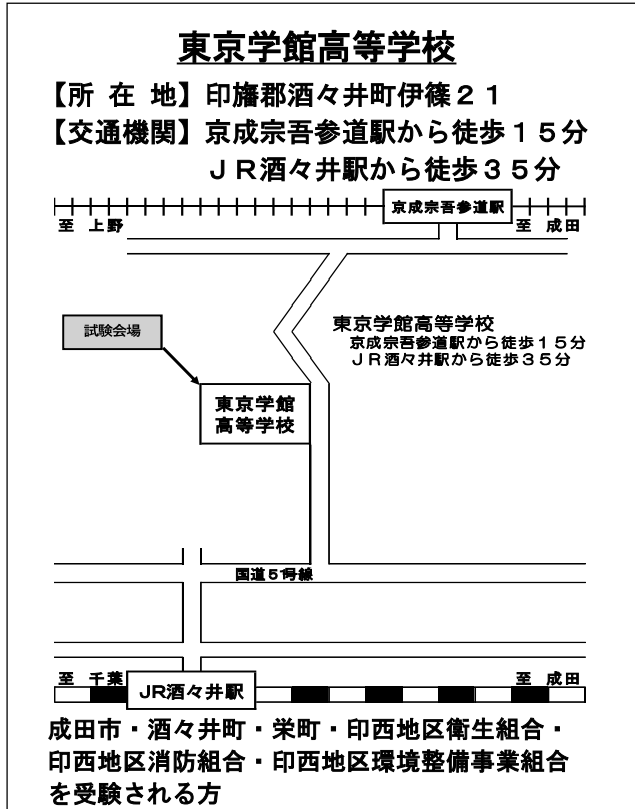 東京学館高等学校
【所 在 地】印旛郡酒々井町伊篠２１
【交通機関】京成宗吾参道駅から徒歩１５分
ＪＲ酒々井駅から徒歩３５分
京成宗吾参道駅
至 上野
至 成田
試験会場
東京学館高等学校
京成宗吾参道駅から徒歩１５分
ＪＲ酒々井駅から徒歩３５分
東京学館
高等学校
国道５１号線
至 千葉
JR酒々井駅
至 成田
成田市・酒々井町・栄町・印西地区衛生組合・
印西地区消防組合・印西地区環境整備事業組合
を受験される方